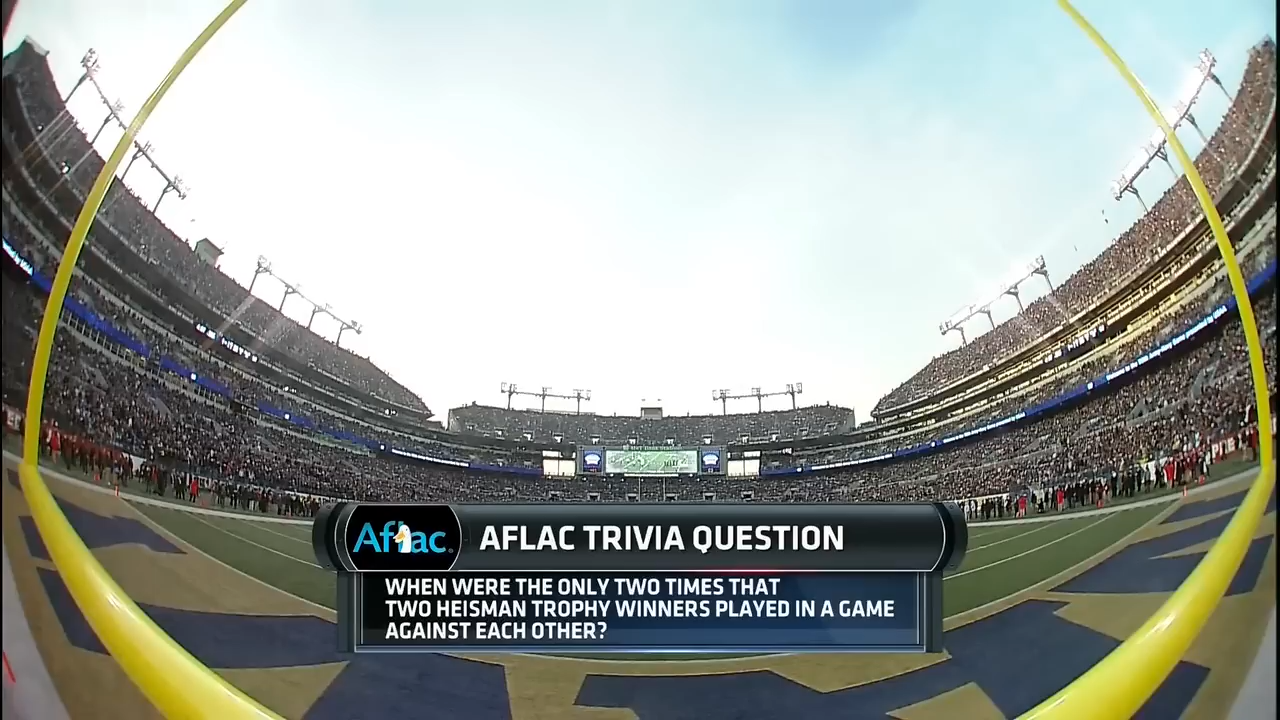 Aflac
AFLAC TRIVIA QUESTION
WHEN WERE THE ONLY TWO TIMES THAT
TWO HEISMAN TROPHY WINNERS PLAYED IN A GAME
AGAINST EACH OTHER?